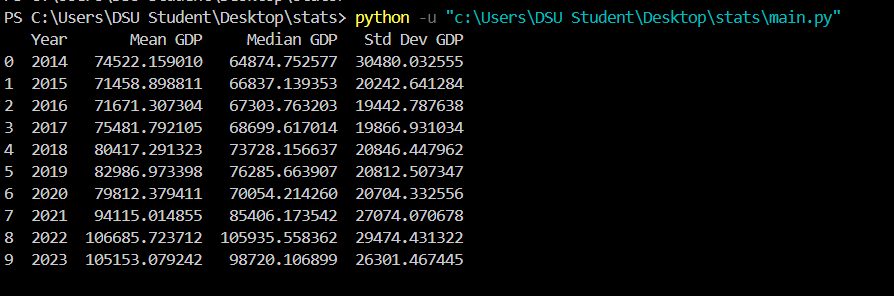 PS C:\Users\DSU Student\Desktop\stats> python -u "c:\Users\DSU Student\Desktop\stats\main.py"
Year Mean GDP Median GDP Std Dev GDP
0 2014 74522.159010 64874.752577 30480.032555
1 2015 71458.898811 66837.139353 20242.641284
2 2016 71671.307304 67303.763203 19442.787638
3 2017 75481.792105 68699.617014 19866.931034
4 2018 80417.291323 73728.156637 20846.447962
5 2019 82986.973398 76285.663907 20812.507347
6 2020 79812.379411 70054.214260 20704.332556
7 2021 94115.014855 85406.173542 27074.070678
8 2022 106685.723712 105935.558362 29474.431322
9 2023 105153.079242 98720.106899 26301.467445